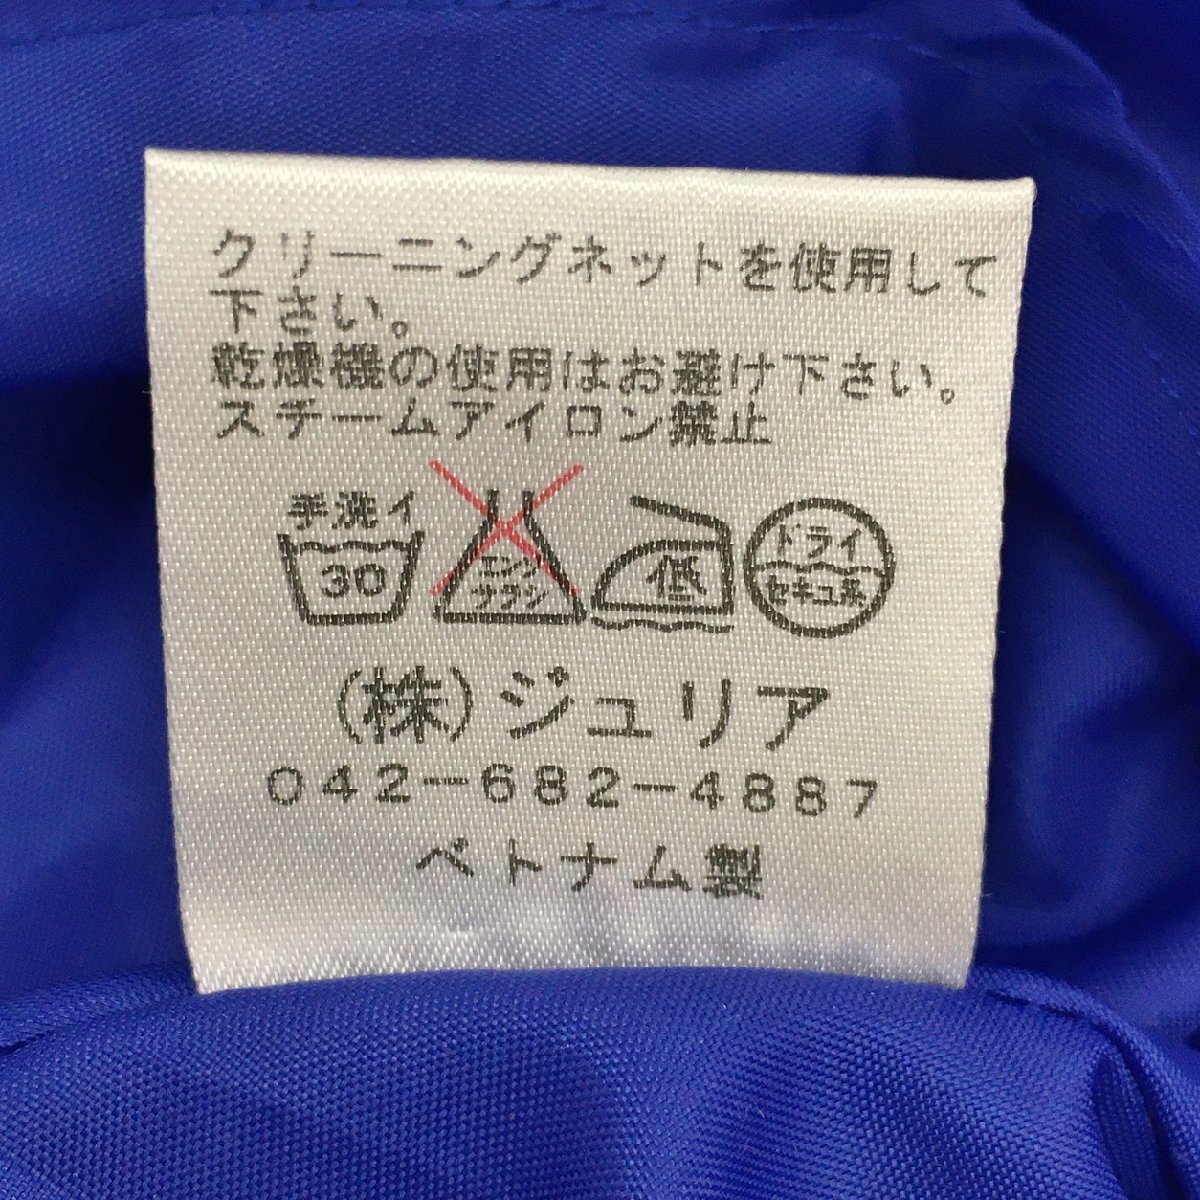 クリーニングネットを使用して
下さい。
乾燥機の使用はお避け下さい。
スチームアイロン禁止
手洗イ
30
エンソ
サラシ
低
ドライ
セキユ系
(株)ジュリア
042-682-4887
ベトナム製